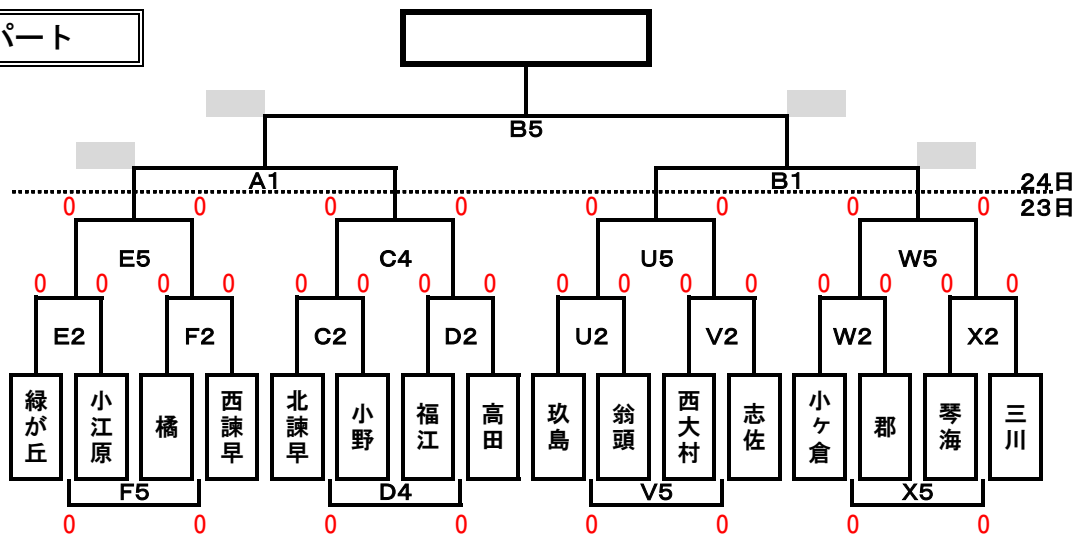 パート
B5
A1 B1 24日
0 0 0 0 0 0 0 0 23日
E5 C4 U5 W5
0 0 0 0 0 0 0 0 0 0 0 0 0 0 0 0
E2 F2 C2 D2 U2 V2 W2 X2
緑が丘
小江原
橘
西諫早
北諫早
小野
福江
高田
玖島
翁頭
西大村
志佐
小ヶ倉
郡
琴海
三川
F5 D4 V5 X5
0 0 0 0 0 0 0 0